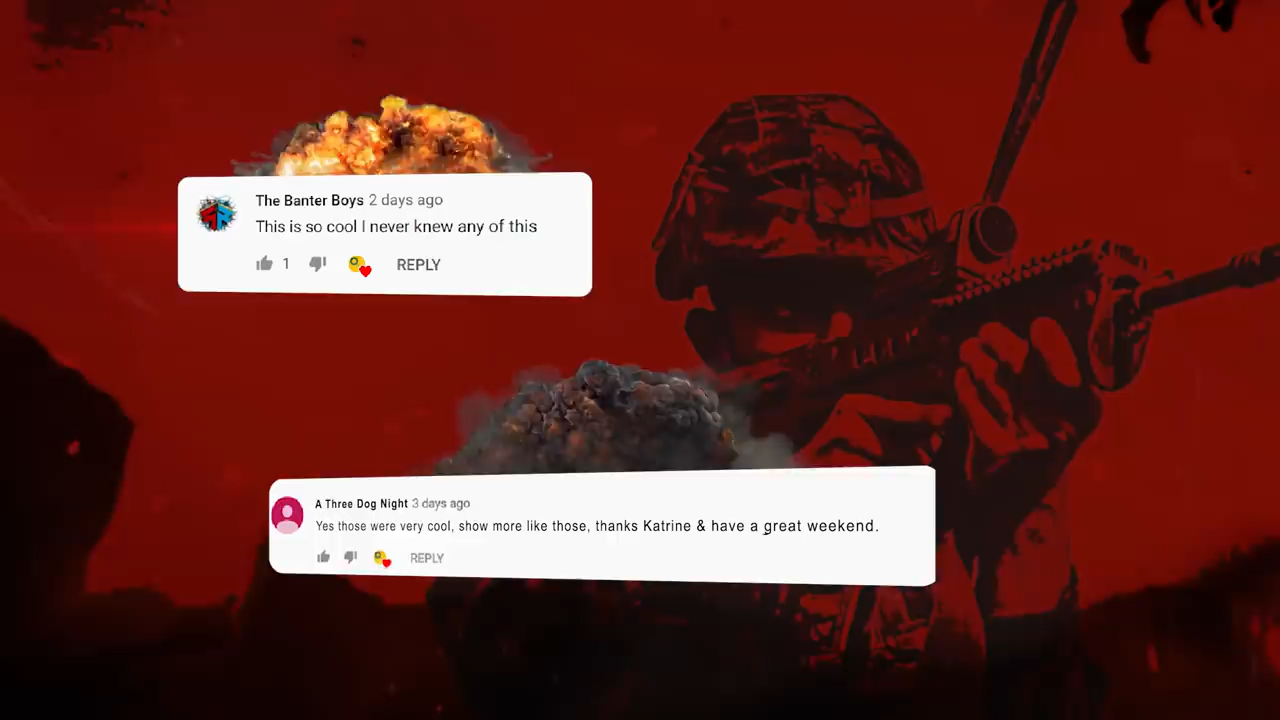 The Banter Boys 2 days ago
This is so cool I never knew any of this
1 REPLY
A Three Dog Night 3 days ago
Yes those were very cool, show more like those, thanks Katrine & have a great weekend.
REPLY